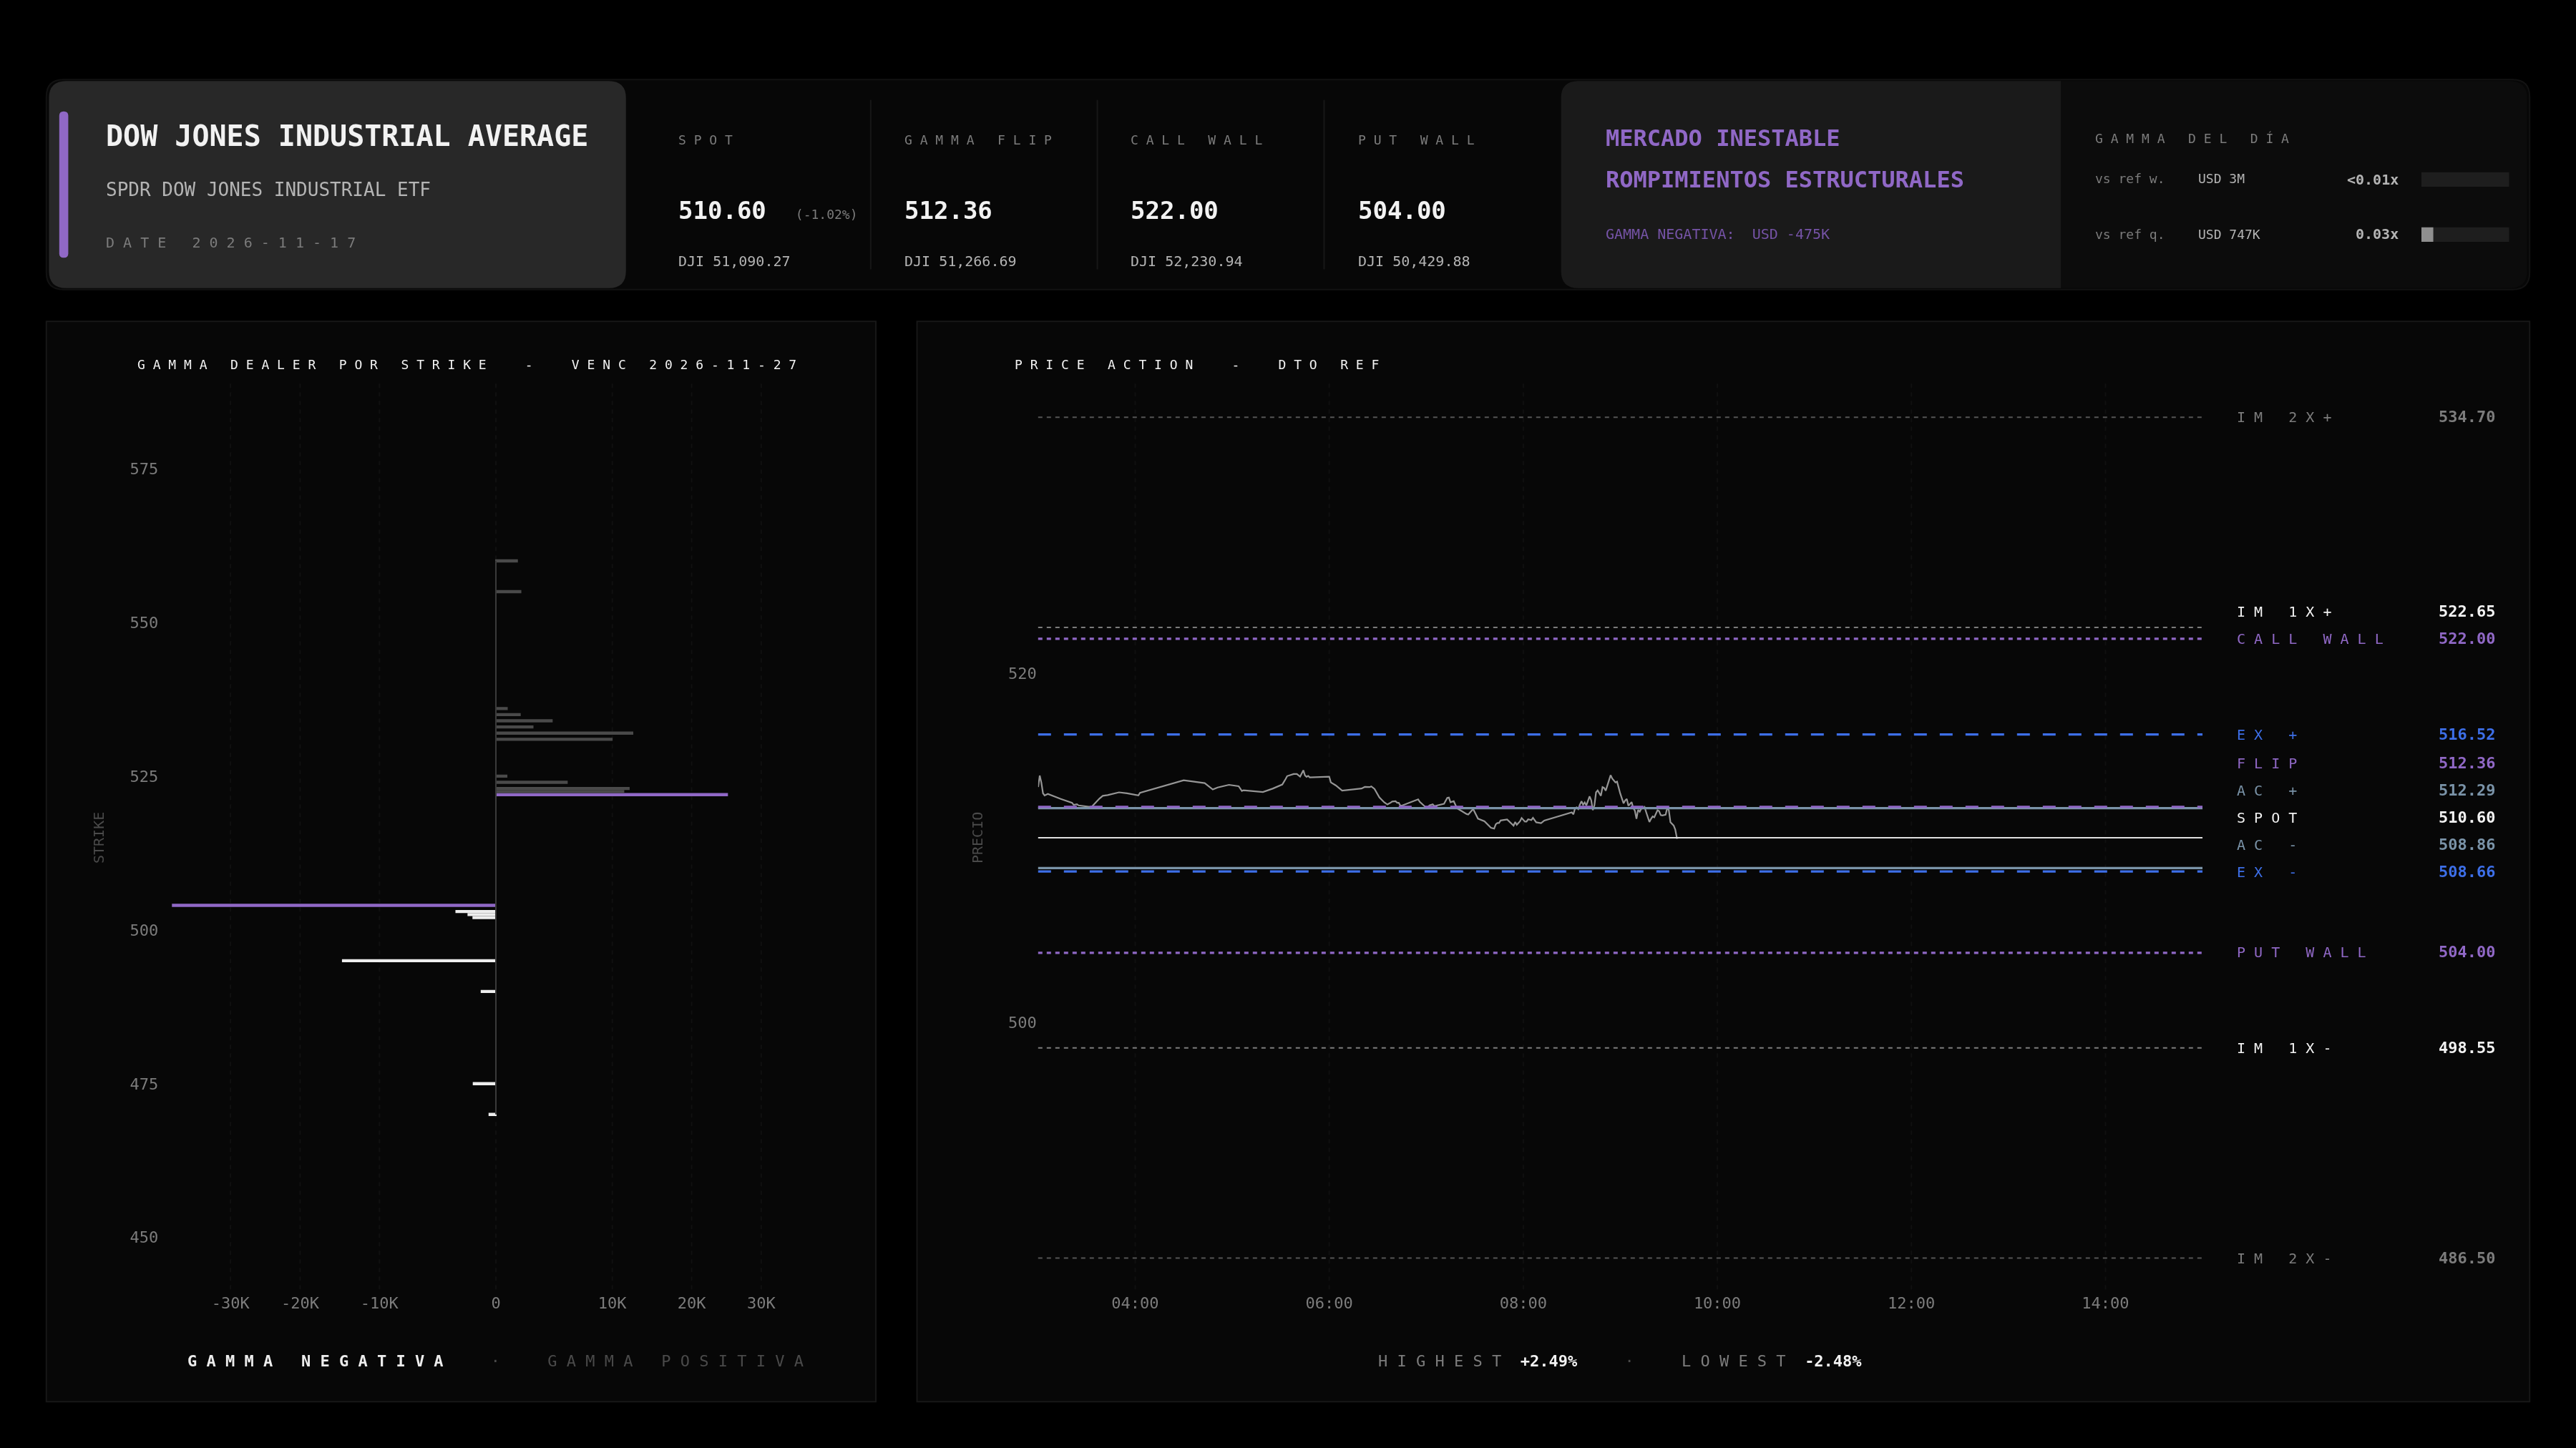 DOW JONES INDUSTRIAL AVERAGE
SPDR DOW JONES INDUSTRIAL ETF
DATE 2026-11-17
SPOT
510.60 (-1.02%)
DJI 51,090.27
GAMMA FLIP
512.36
DJI 51,266.69
CALL WALL
522.00
DJI 52,230.94
PUT WALL
504.00
DJI 50,429.88
MERCADO INESTABLE
ROMPIMIENTOS ESTRUCTURALES
GAMMA NEGATIVA: USD -475K
GAMMA DEL DÍA
vs ref w. USD 3M <0.01x
vs ref q. USD 747K 0.03x
GAMMA DEALER POR STRIKE - VENC 2026-11-27
575
550
525
500
475
450
STRIKE
-30K -20K -10K 0 10K 20K 30K
GAMMA NEGATIVA · GAMMA POSITIVA
PRICE ACTION - DTO REF
520
500
PRECIO
IM 2X+ 534.70
IM 1X+ 522.65
CALL WALL 522.00
EX + 516.52
FLIP 512.36
AC + 512.29
SPOT 510.60
AC - 508.86
EX - 508.66
PUT WALL 504.00
IM 1X- 498.55
IM 2X- 486.50
04:00 06:00 08:00 10:00 12:00 14:00
HIGHEST +2.49% · LOWEST -2.48%